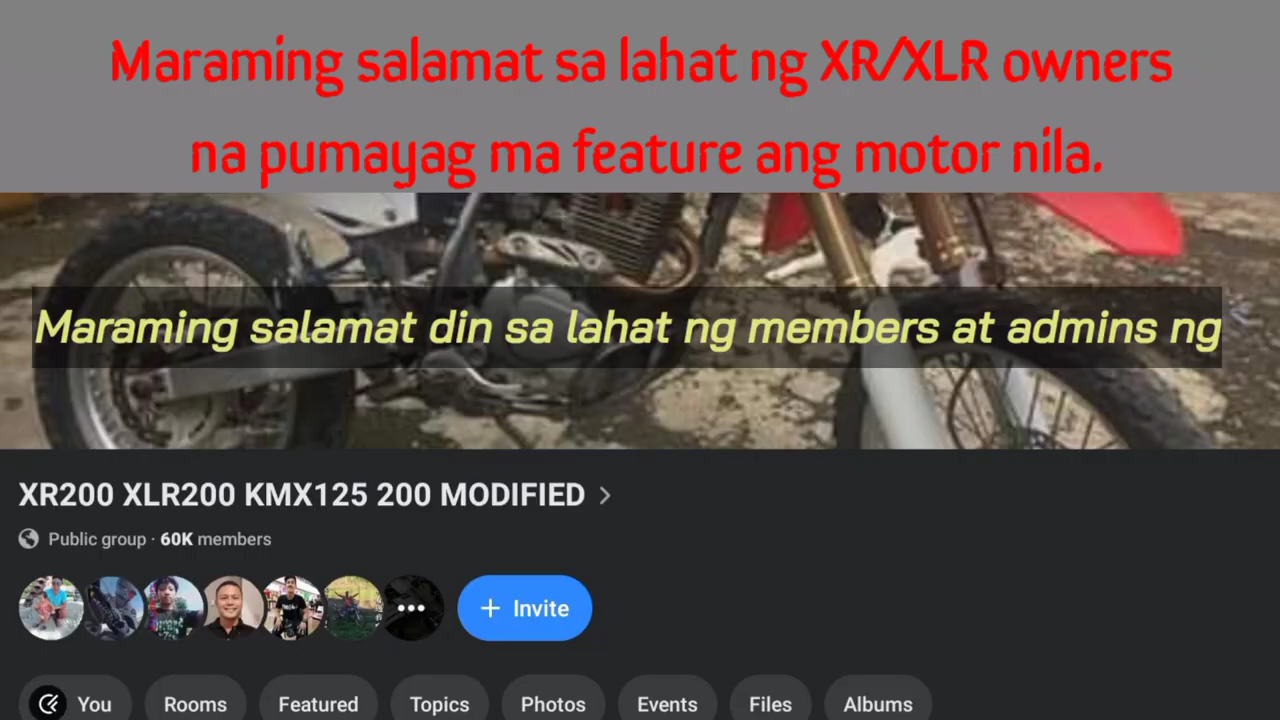 Maraming salamat sa lahat ng XR/XLR owners
na pumayag ma feature ang motor nila.
Maraming salamat din sa lahat ng members at admins ng
XR200 XLR200 KMX125 200 MODIFIED
Public group · 60K members
+ Invite
You Rooms Featured Topics Photos Events Files Albums